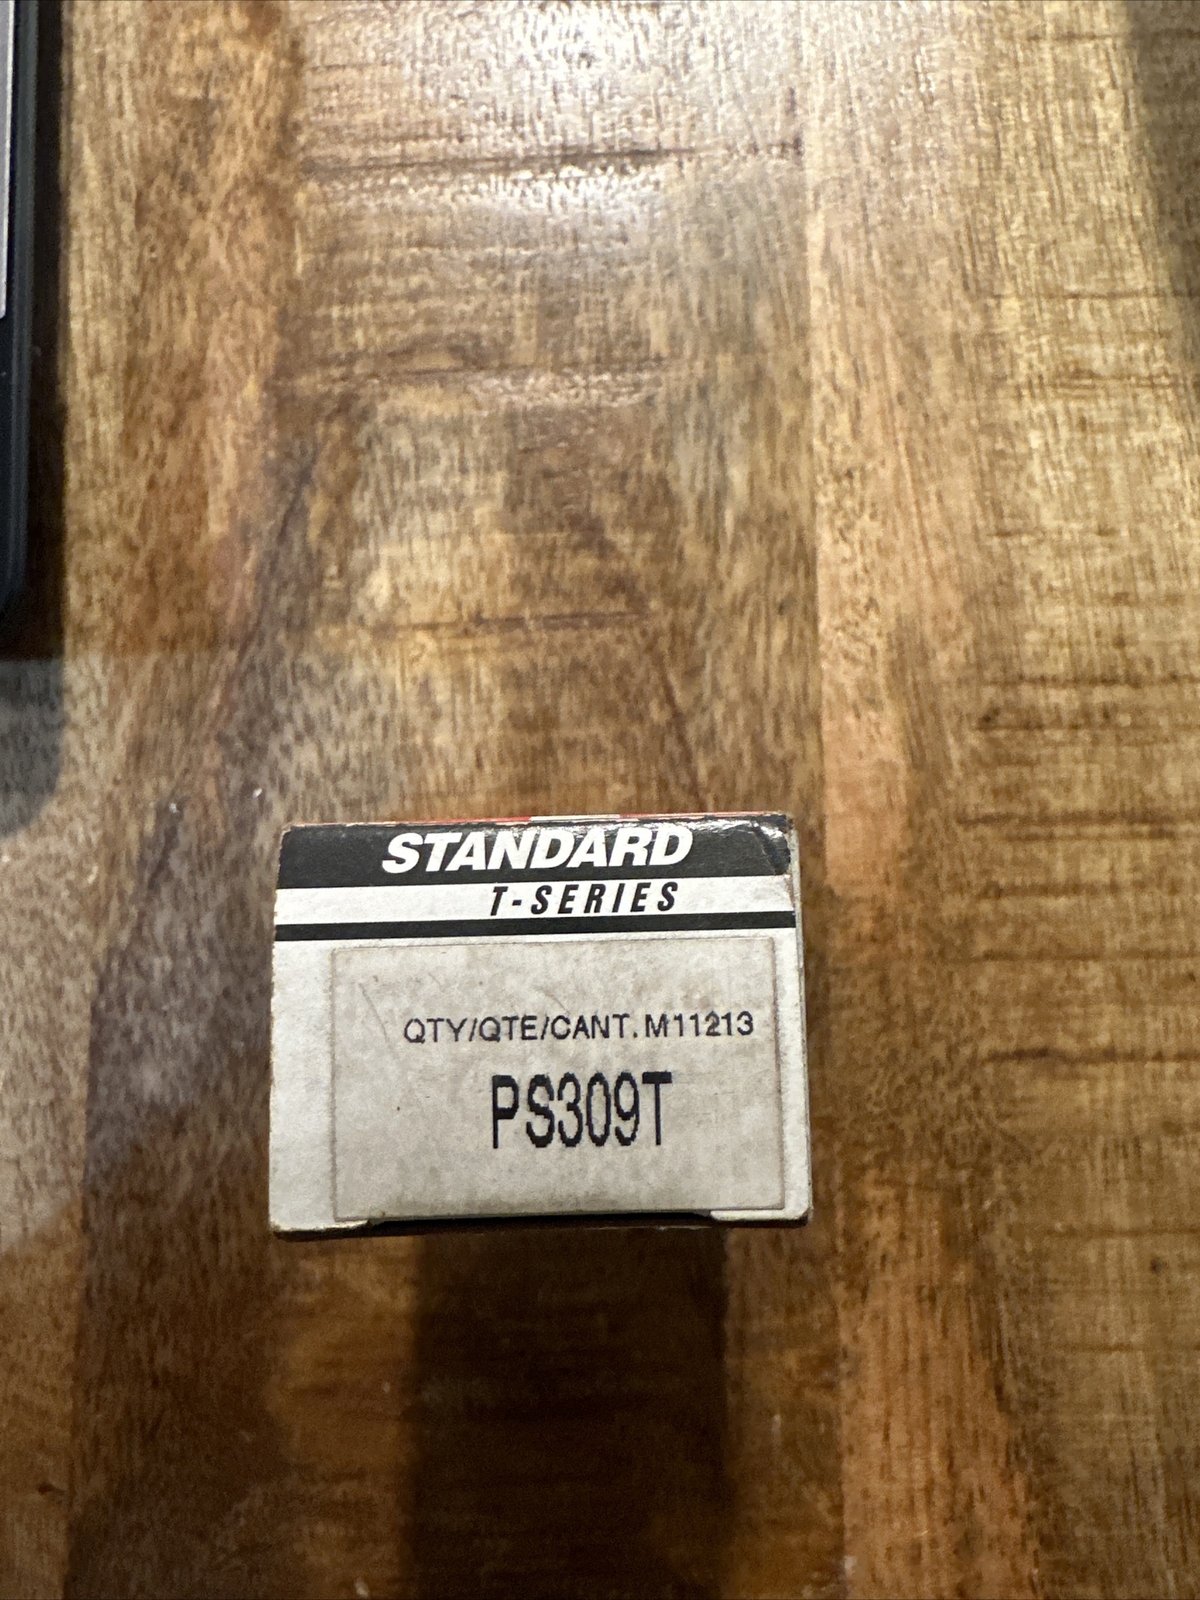 STANDARD
T-SERIES
QTY/QTE/CANT. M11213
PS309T